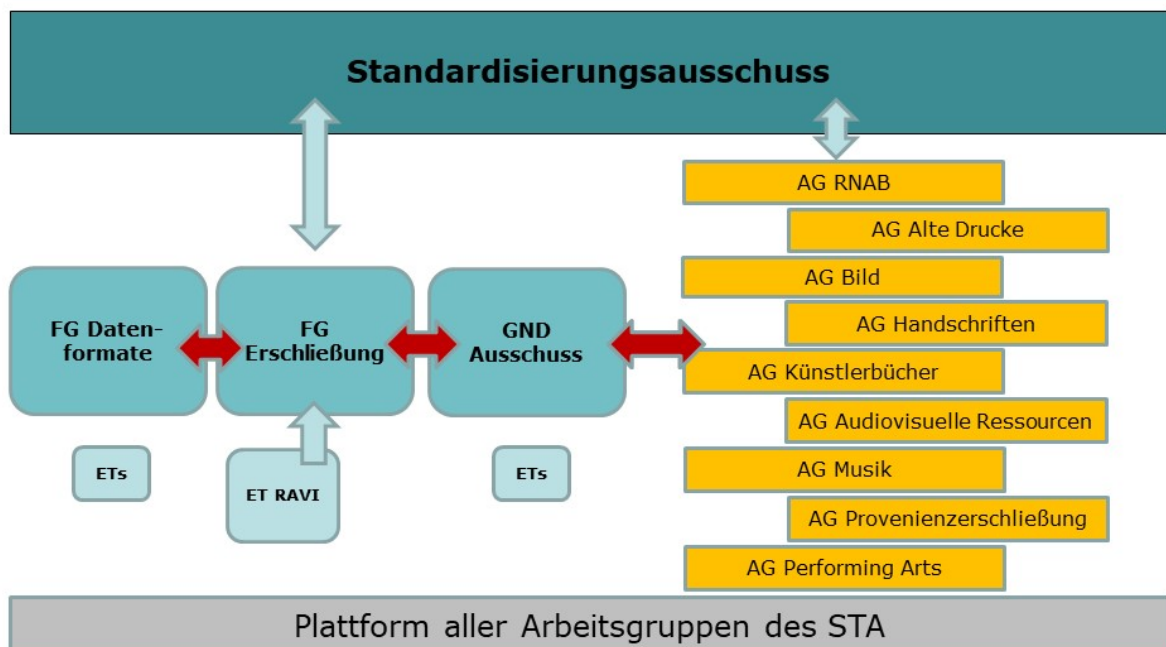 Standardisierungsausschuss
FG Daten-
formate
FG
Erschließung
GND
Ausschuss
ETs
ET RAVI
ETs
AG RNAB
AG Alte Drucke
AG Bild
AG Handschriften
AG Künstlerbücher
AG Audiovisuelle Ressourcen
AG Musik
AG Provenienzerschließung
AG Performing Arts
Plattform aller Arbeitsgruppen des STA